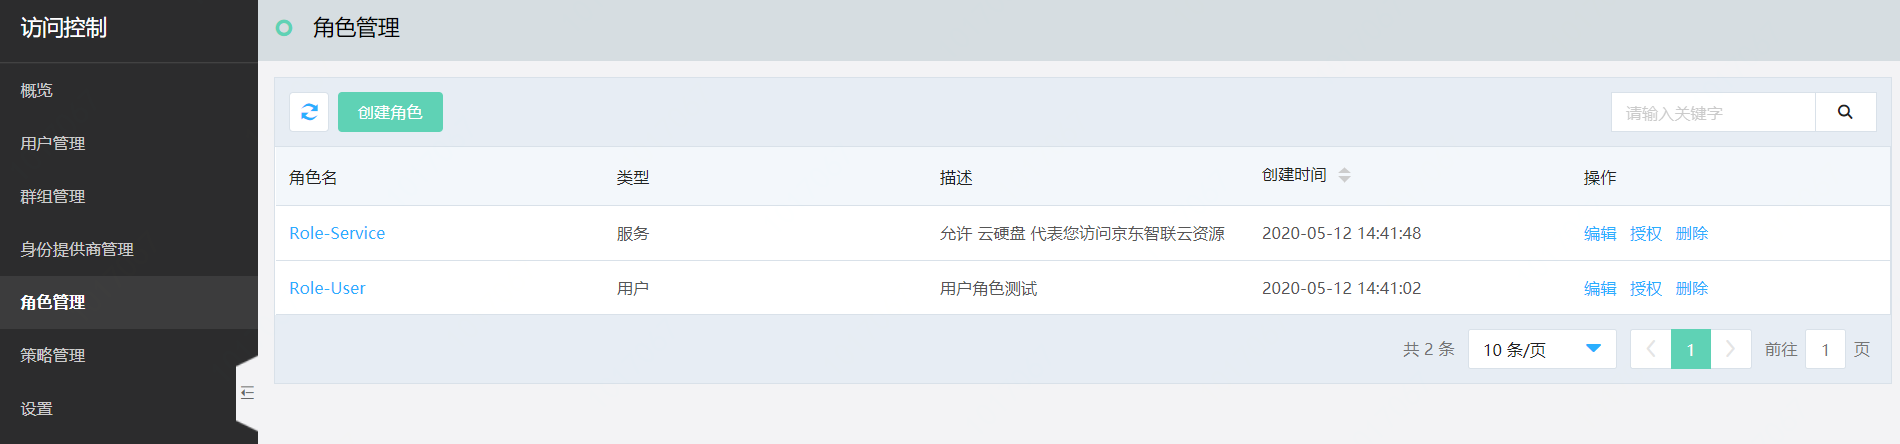 访问控制
概览
用户管理
群组管理
身份提供商管理
角色管理
策略管理
设置
角色管理
创建角色
请输入关键字
角色名 类型 描述 创建时间 操作
Role-Service 服务 允许 云硬盘 代表您访问京东智联云资源 2020-05-12 14:41:48 编辑 授权 删除
Role-User 用户 用户角色测试 2020-05-12 14:41:02 编辑 授权 删除
共 2 条 10 条/页 1 前往 1 页